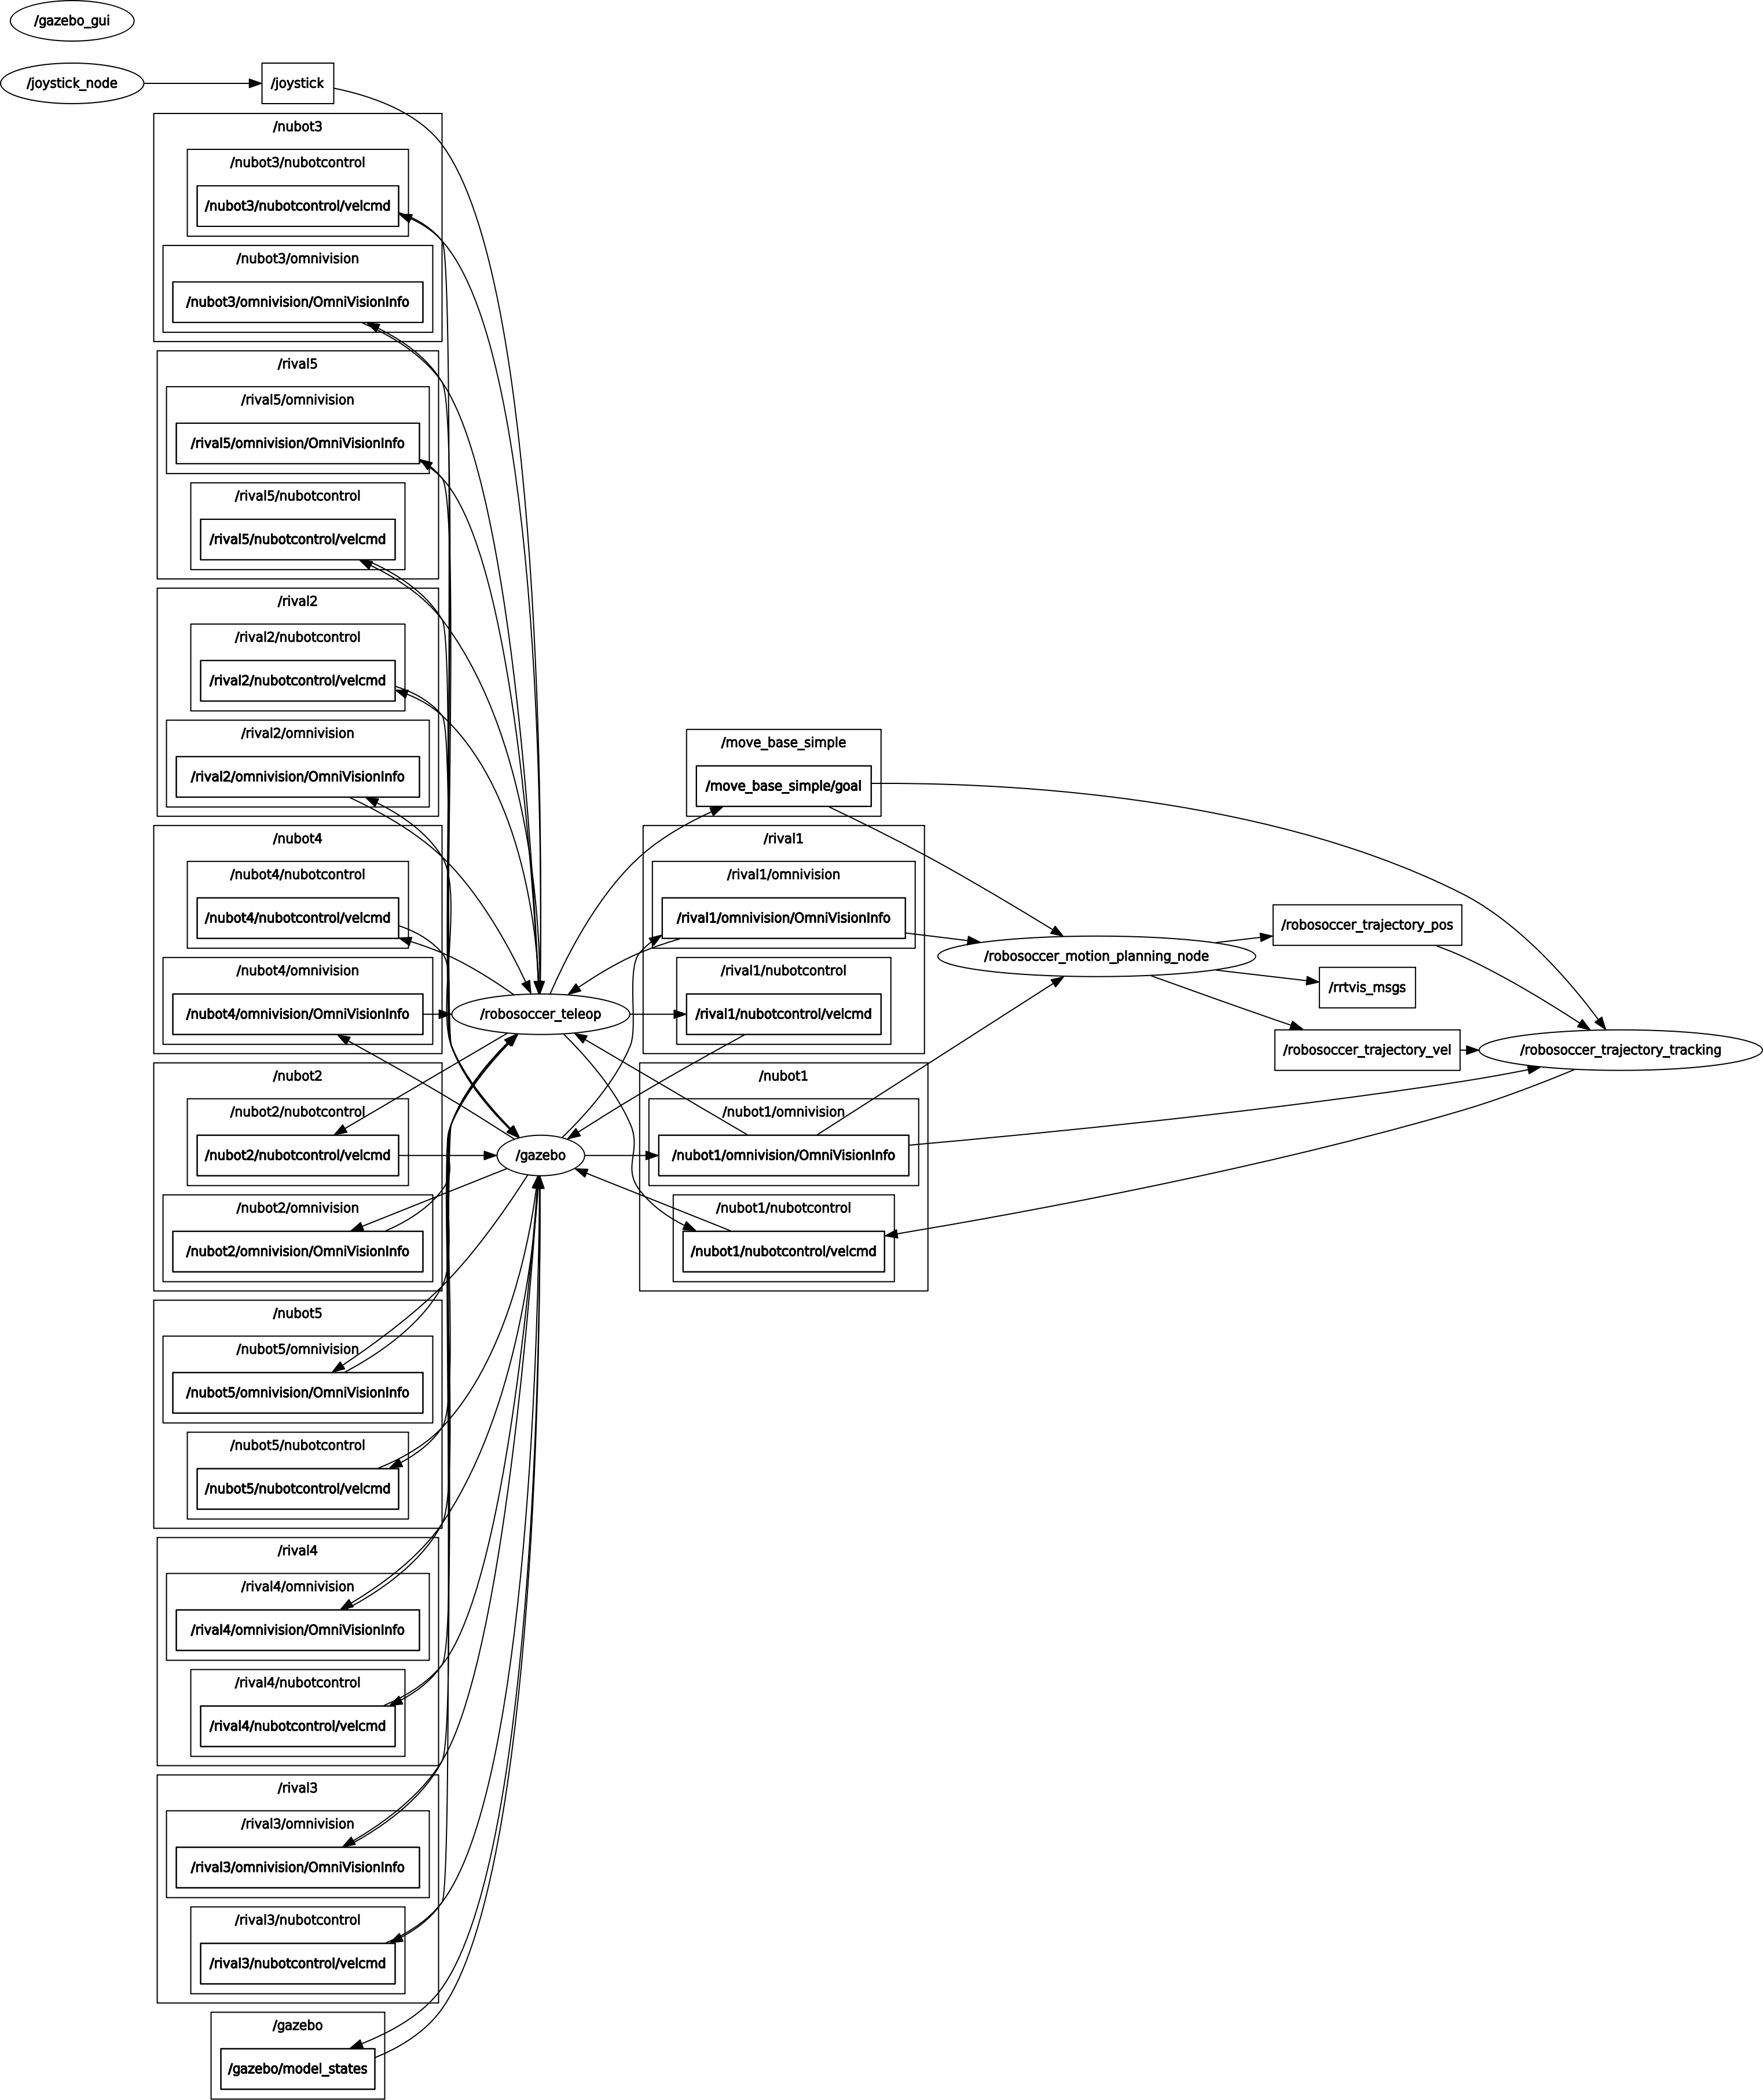 /gazebo_gui
/joystick_node
/joystick
/nubot3
/nubot3/nubotcontrol
/nubot3/nubotcontrol/velcmd
/nubot3/omnivision
/nubot3/omnivision/OmniVisionInfo
/rival5
/rival5/omnivision
/rival5/omnivision/OmniVisionInfo
/rival5/nubotcontrol
/rival5/nubotcontrol/velcmd
/rival2
/rival2/nubotcontrol
/rival2/nubotcontrol/velcmd
/rival2/omnivision
/rival2/omnivision/OmniVisionInfo
/nubot4
/nubot4/nubotcontrol
/nubot4/nubotcontrol/velcmd
/nubot4/omnivision
/nubot4/omnivision/OmniVisionInfo
/nubot2
/nubot2/nubotcontrol
/nubot2/nubotcontrol/velcmd
/nubot2/omnivision
/nubot2/omnivision/OmniVisionInfo
/nubot5
/nubot5/omnivision
/nubot5/omnivision/OmniVisionInfo
/nubot5/nubotcontrol
/nubot5/nubotcontrol/velcmd
/rival4
/rival4/omnivision
/rival4/omnivision/OmniVisionInfo
/rival4/nubotcontrol
/rival4/nubotcontrol/velcmd
/rival3
/rival3/omnivision
/rival3/omnivision/OmniVisionInfo
/rival3/nubotcontrol
/rival3/nubotcontrol/velcmd
/gazebo
/gazebo/model_states
/robosoccer_teleop
/gazebo
/move_base_simple
/move_base_simple/goal
/rival1
/rival1/omnivision
/rival1/omnivision/OmniVisionInfo
/rival1/nubotcontrol
/rival1/nubotcontrol/velcmd
/nubot1
/nubot1/omnivision
/nubot1/omnivision/OmniVisionInfo
/nubot1/nubotcontrol
/nubot1/nubotcontrol/velcmd
/robosoccer_motion_planning_node
/robosoccer_trajectory_pos
/rrtvis_msgs
/robosoccer_trajectory_vel
/robosoccer_trajectory_tracking